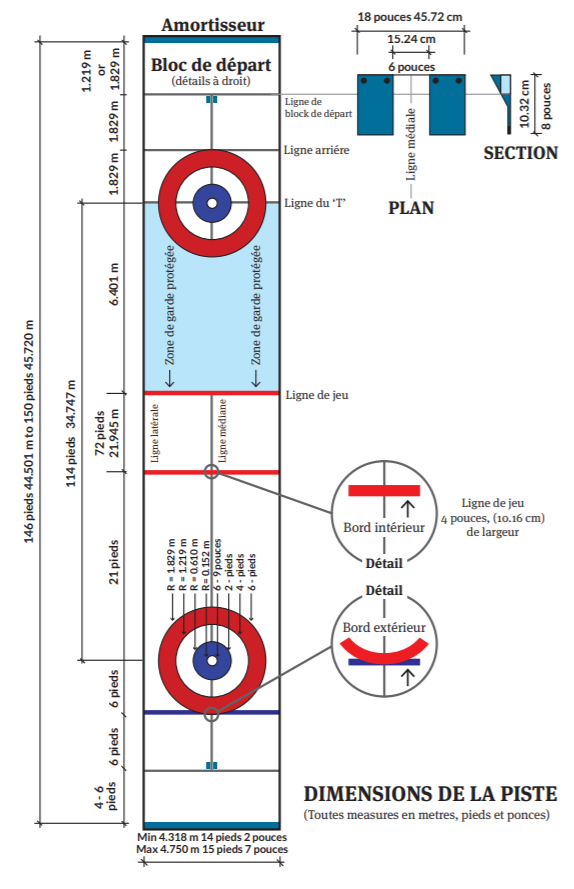 Amortisseur
Bloc de départ
(détails à droit)
18 pouces 45.72 cm
15.24 cm
6 pouces
Ligne médiale
10.32 cm
8 pouces
SECTION
PLAN
1.219 m
or
1.829 m
1.829 m
1.829 m
6.401 m
72 pieds
21.945 m
21 pieds
6 pieds
6 pieds
4 - 6
pieds
114 pieds 34.747 m
146 pieds 44.501 m to 150 pieds 45.720 m
Ligne de
block de départ
Ligne arriére
Ligne du ‘T’
Zone de garde protégée
Zone de garde protégée
Ligne de jeu
Ligne latérale
Ligne médiane
Bord intérieur
Détail
Ligne de jeu
4 pouces, (10.16 cm)
de largeur
Détail
Bord extérieur
R = 1.829 m
R = 1.219 m
R = 0.610 m
R = 0.152 m
6 - 9 pouces
2 - pieds
4 - pieds
6 - pieds
DIMENSIONS DE LA PISTE
(Toutes measures en metres, pieds et ponces)
Min 4.318 m 14 pieds 2 pouces
Max 4.750 m 15 pieds 7 pouces